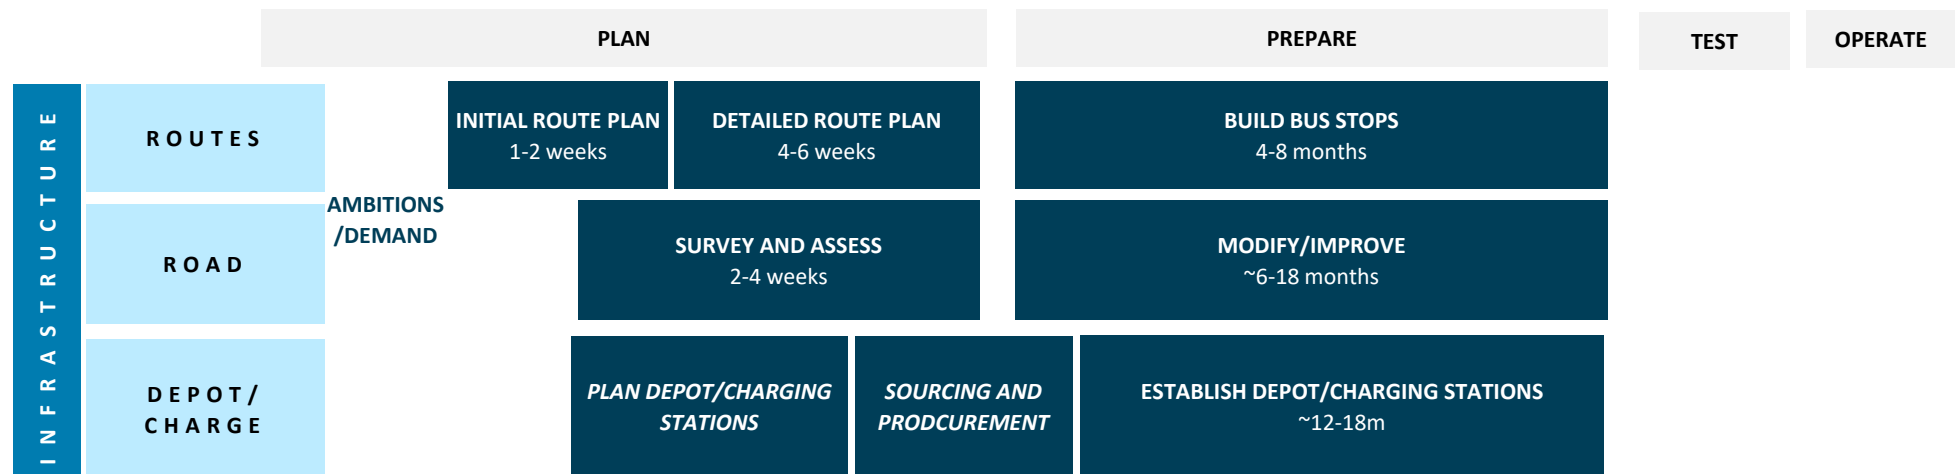 PLAN
PREPARE
TEST
OPERATE
INFRASTRUCTURE
ROUTES
INITIAL ROUTE PLAN
1-2 weeks
DETAILED ROUTE PLAN
4-6 weeks
BUILD BUS STOPS
4-8 months
AMBITIONS
/DEMAND
ROAD
SURVEY AND ASSESS
2-4 weeks
MODIFY/IMPROVE
~6-18 months
DEPOT/
CHARGE
PLAN DEPOT/CHARGING
STATIONS
SOURCING AND
PRODCUREMENT
ESTABLISH DEPOT/CHARGING STATIONS
~12-18m